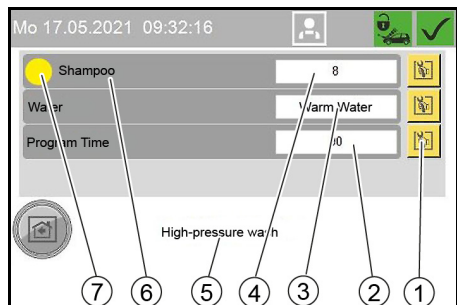 Mo 17.05.2021 09:32:16
Shampoo 8
Water Warm Water
Program Time
High-pressure wash
7 6 5 4 3 2 1